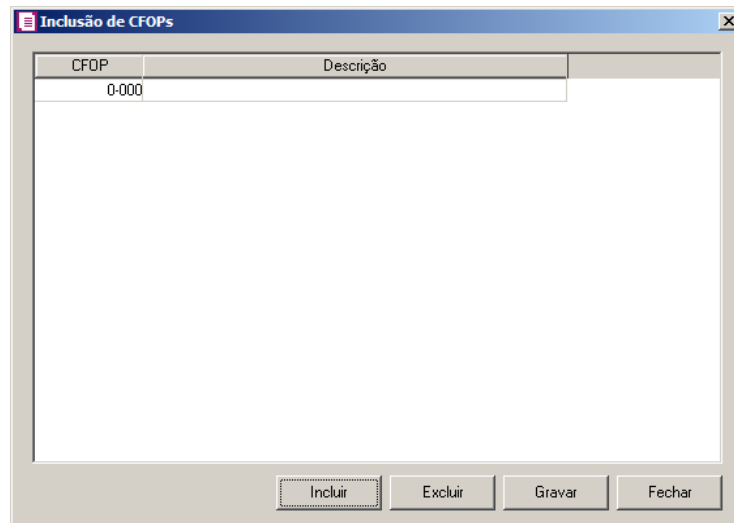 Inclusão de CFOPs
CFOP Descrição
0-000
Incluir Excluir Gravar Fechar